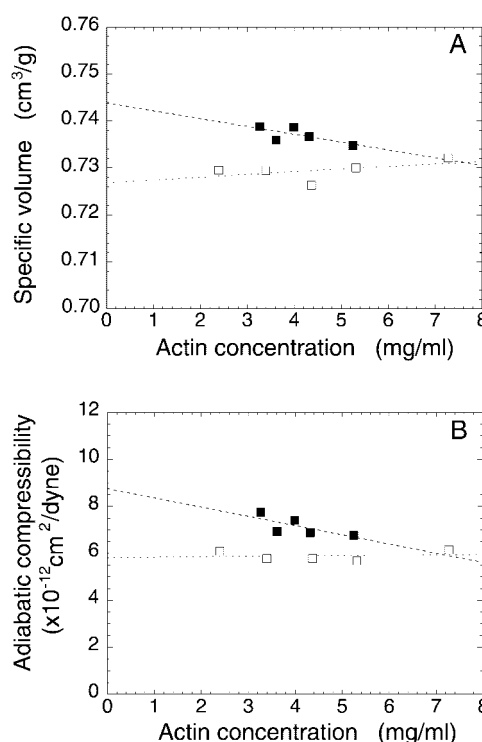 A
Specific volume (cm³/g)
0.76
0.75
0.74
0.73
0.72
0.71
0.70
0 1 2 3 4 5 6 7 8
Actin concentration (mg/ml)
B
Adiabatic compressibility
(x10⁻¹²cm²/dyne)
12
10
8
6
4
2
0
0 1 2 3 4 5 6 7 8
Actin concentration (mg/ml)